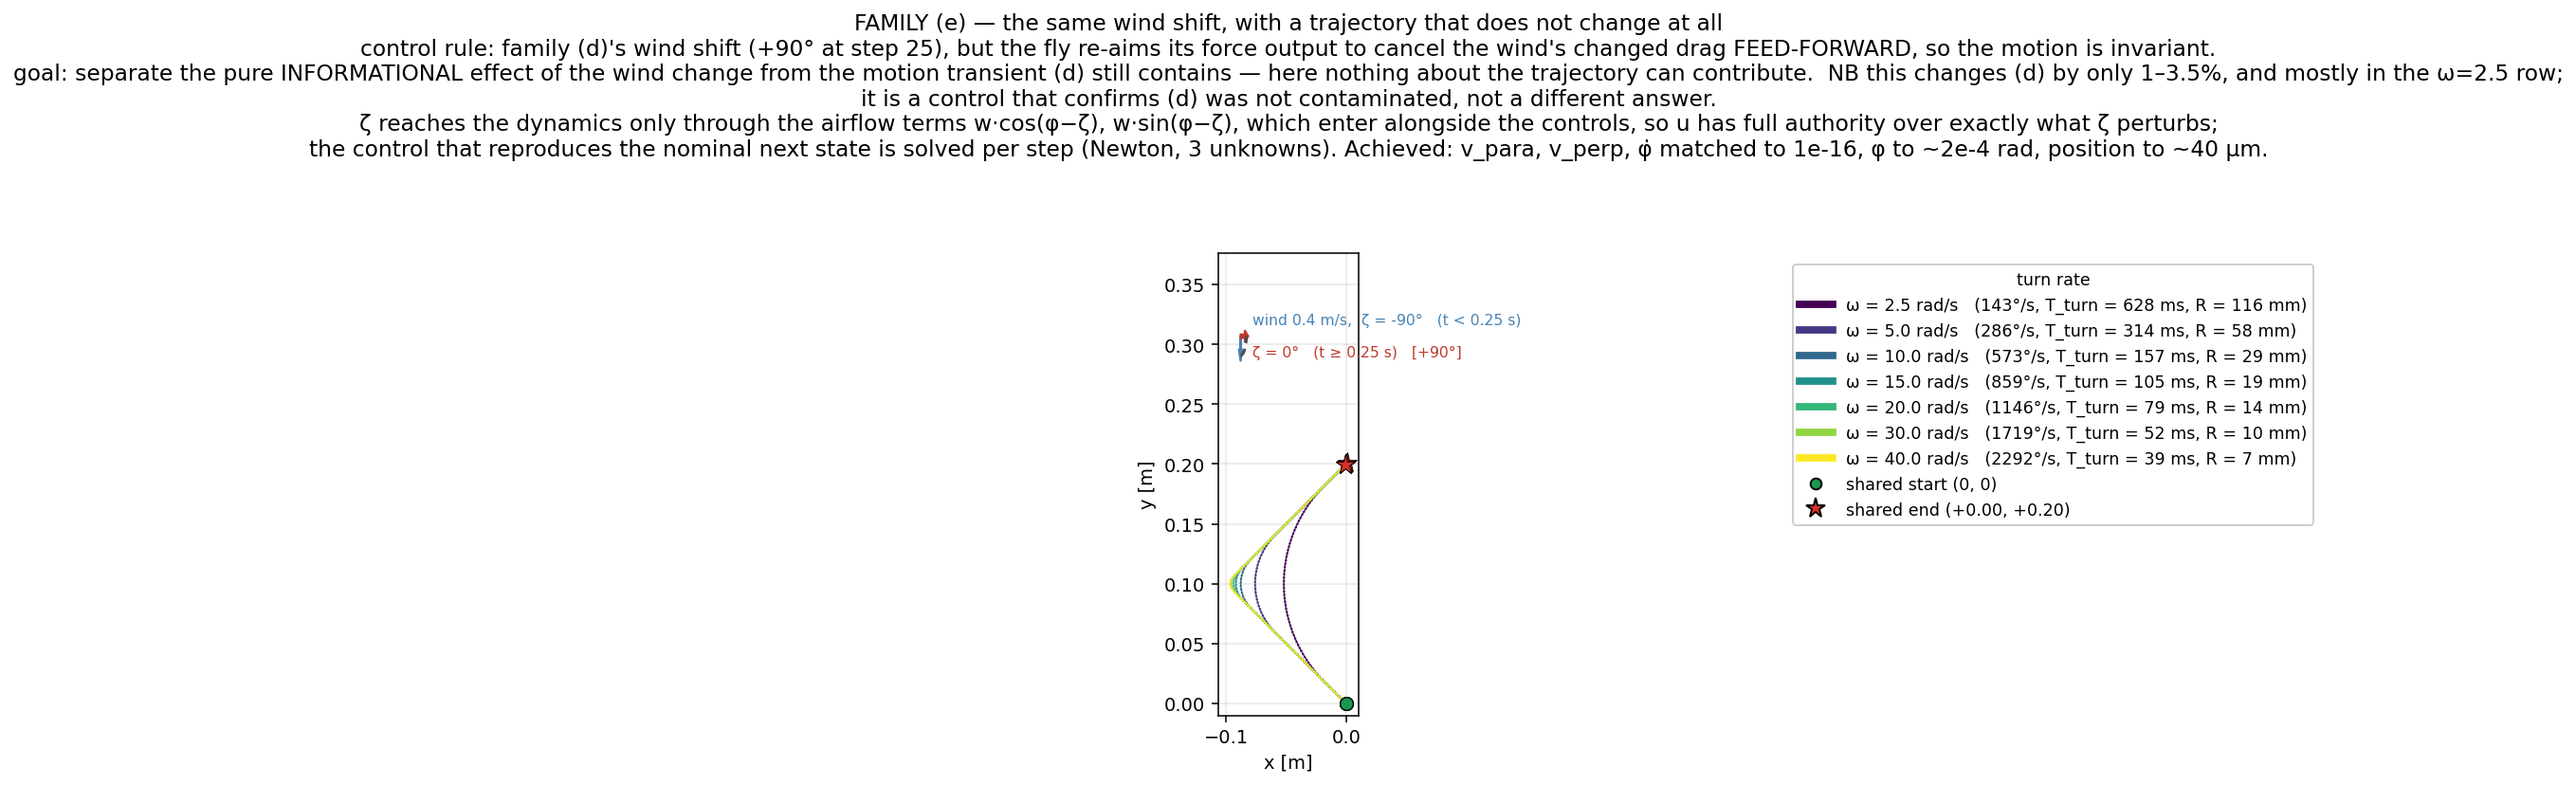 FAMILY (e) — the same wind shift, with a trajectory that does not change at all
control rule: family (d)'s wind shift (+90° at step 25), but the fly re-aims its force output to cancel the wind's changed drag FEED-FORWARD, so the motion is invariant.
goal: separate the pure INFORMATIONAL effect of the wind change from the motion transient (d) still contains — here nothing about the trajectory can contribute.  NB this changes (d) by only 1–3.5%, and mostly in the ω=2.5 row;
it is a control that confirms (d) was not contaminated, not a different answer.
ζ reaches the dynamics only through the airflow terms w·cos(φ−ζ), w·sin(φ−ζ), which enter alongside the controls, so u has full authority over exactly what ζ perturbs;
the control that reproduces the nominal next state is solved per step (Newton, 3 unknowns). Achieved: v_para, v_perp, φ̇ matched to 1e-16, φ to ~2e-4 rad, position to ~40 µm.
wind 0.4 m/s,  ζ = -90°   (t < 0.25 s)
ζ = 0°   (t ≥ 0.25 s)   [+90°]
0.35
0.30
0.25
0.20
0.15
0.10
0.05
0.00
y [m]
−0.1
0.0
x [m]
turn rate
ω = 2.5 rad/s   (143°/s, T_turn = 628 ms, R = 116 mm)
ω = 5.0 rad/s   (286°/s, T_turn = 314 ms, R = 58 mm)
ω = 10.0 rad/s   (573°/s, T_turn = 157 ms, R = 29 mm)
ω = 15.0 rad/s   (859°/s, T_turn = 105 ms, R = 19 mm)
ω = 20.0 rad/s   (1146°/s, T_turn = 79 ms, R = 14 mm)
ω = 30.0 rad/s   (1719°/s, T_turn = 52 ms, R = 10 mm)
ω = 40.0 rad/s   (2292°/s, T_turn = 39 ms, R = 7 mm)
shared start (0, 0)
shared end (+0.00, +0.20)